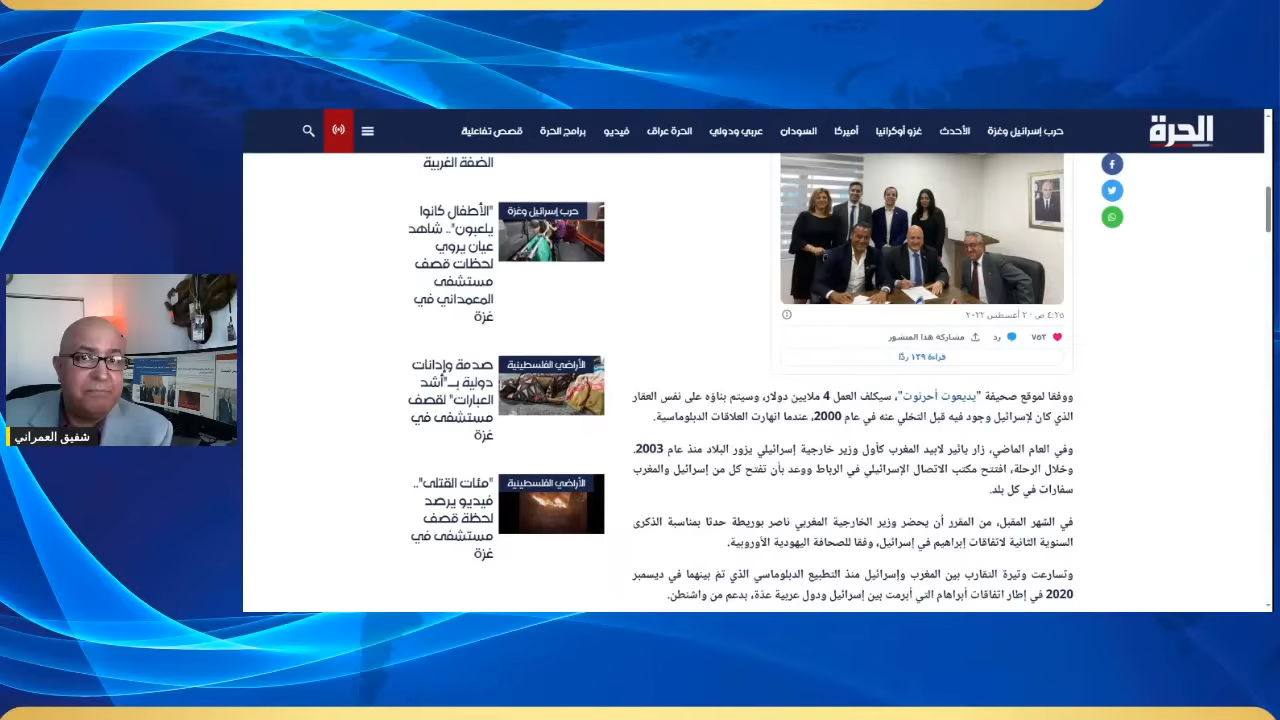 الحرة
حرب إسرائيل وغزة
الأحدث
غزو أوكرانيا
أميركا
السودان
عربي ودولي
الحرة عراق
فيديو
برامج الحرة
قصص تفاعلية
٤:٢٥ ص · ٢ أغسطس ٢٠٢٢
٧٥٣ رد مشاركة هذا المنشور
قراءة ١٣٩ ردًا
ووفقا لموقع صحيفة "يديعوت أحرنوت"، سيكلف العمل 4 ملايين دولار، وسيتم بناؤه على نفس العقار
الذي كان لإسرائيل وجود فيه قبل التخلي عنه في عام 2000، عندما انهارت العلاقات الدبلوماسية.
وفي العام الماضي، زار يائير لابيد المغرب كأول وزير خارجية إسرائيلي يزور البلاد منذ عام 2003.
وخلال الرحلة، افتتح مكتب الاتصال الإسرائيلي في الرباط ووعد بأن تفتح كل من إسرائيل والمغرب
سفارات في كل بلد.
في الشهر المقبل، من المقرر أن يحضر وزير الخارجية المغربي ناصر بوريطة حدثا بمناسبة الذكرى
السنوية الثانية لاتفاقات إبراهيم في إسرائيل، وفقا للصحافة اليهودية الأوروبية.
وتسارعت وتيرة التقارب بين المغرب وإسرائيل منذ التطبيع الدبلوماسي الذي تم بينهما في ديسمبر
2020 في إطار اتفاقات أبراهام التي أبرمت بين إسرائيل ودول عربية عدة، بدعم من واشنطن.
الضفة الغربية
حرب إسرائيل وغزة
"الأطفال كانوا
يلعبون".. شاهد
عيان يروي
لحظات قصف
مستشفى
المعمداني في
غزة
الأراضي الفلسطينية
صدمة وإدانات
دولية بـ"أشد
العبارات" لقصف
مستشفى في
غزة
الأراضي الفلسطينية
"مئات القتلى"..
فيديو يرصد
لحظة قصف
مستشفى في
غزة
شفيق العمراني